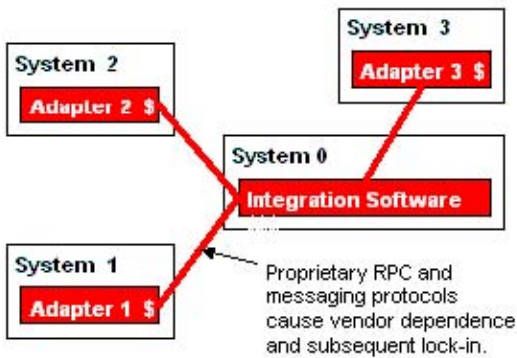 System 3
Adapter 3 $
System 2
Adapter 2 $
System 0
Integration Software
System 1
Adapter 1 $
Proprietary RPC and
messaging protocols
cause vendor dependence
and subsequent lock-in.